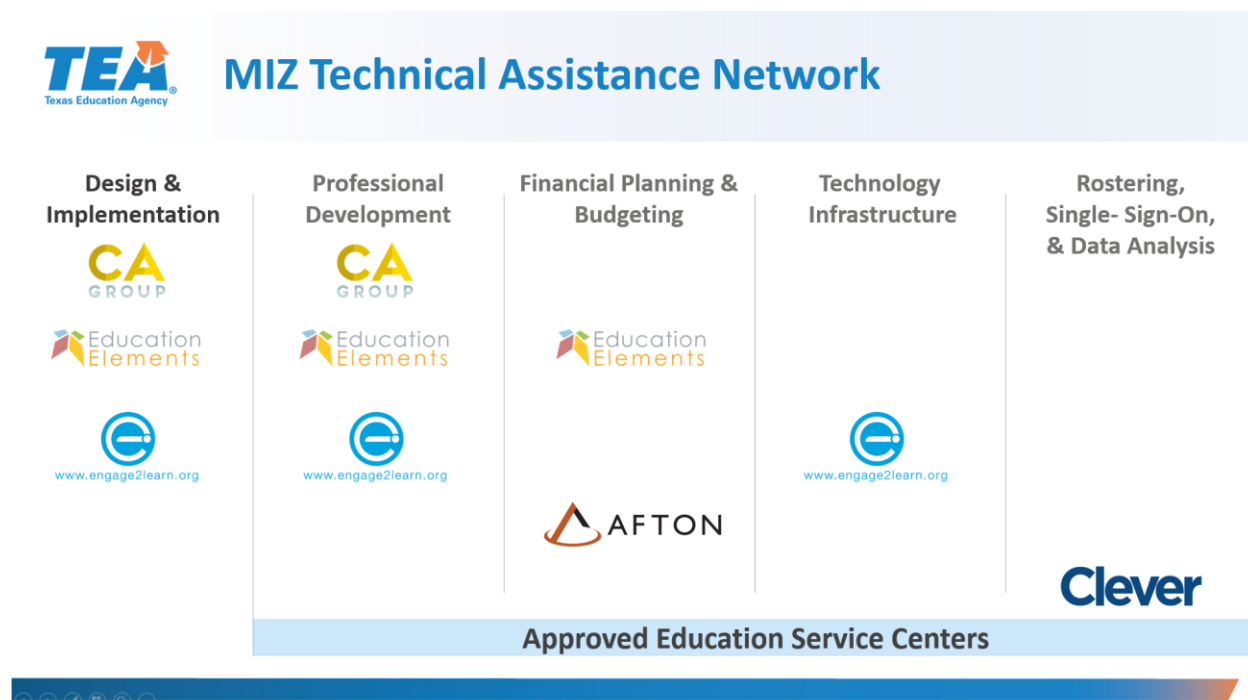 TEA
Texas Education Agency
MIZ Technical Assistance Network
Design &
Implementation
CA
GROUP
Education
Elements
www.engage2learn.org
Professional
Development
CA
GROUP
Education
Elements
www.engage2learn.org
Financial Planning &
Budgeting
Education
Elements
AFTON
Technology
Infrastructure
www.engage2learn.org
Rostering,
Single- Sign-On,
& Data Analysis
Clever
Approved Education Service Centers